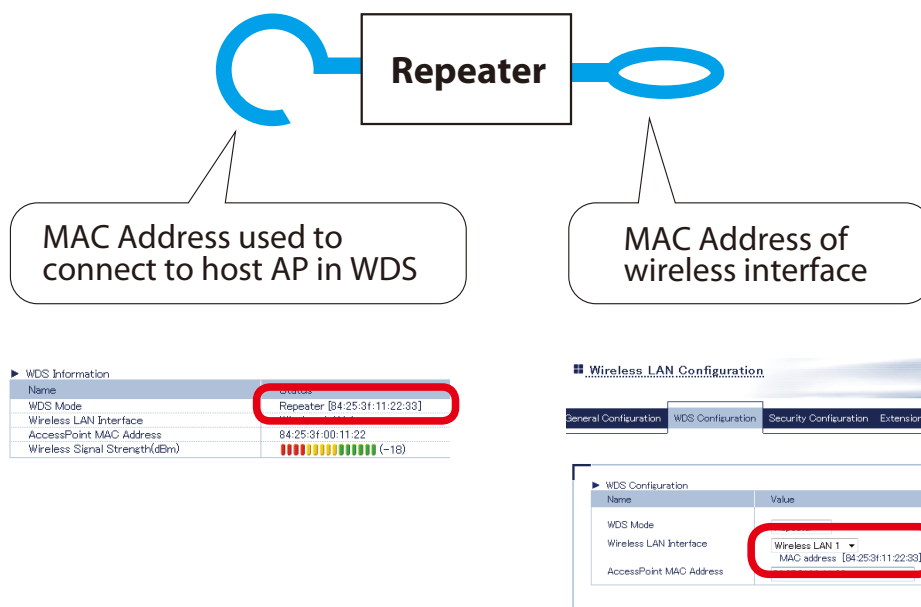 Repeater
MAC Address used to
connect to host AP in WDS
MAC Address of
wireless interface
WDS Information
Name
Status
WDS Mode
Repeater [84:25:3f:11:22:33]
Wireless LAN Interface
AccessPoint MAC Address
84:25:3f:00:11:22
Wireless Signal Strength(dBm)
(-18)
Wireless LAN Configuration
General Configuration
WDS Configuration
Security Configuration
Extension
WDS Configuration
Name
Value
WDS Mode
Wireless LAN Interface
Wireless LAN 1
MAC address [84:25:3f:11:22:33]
AccessPoint MAC Address